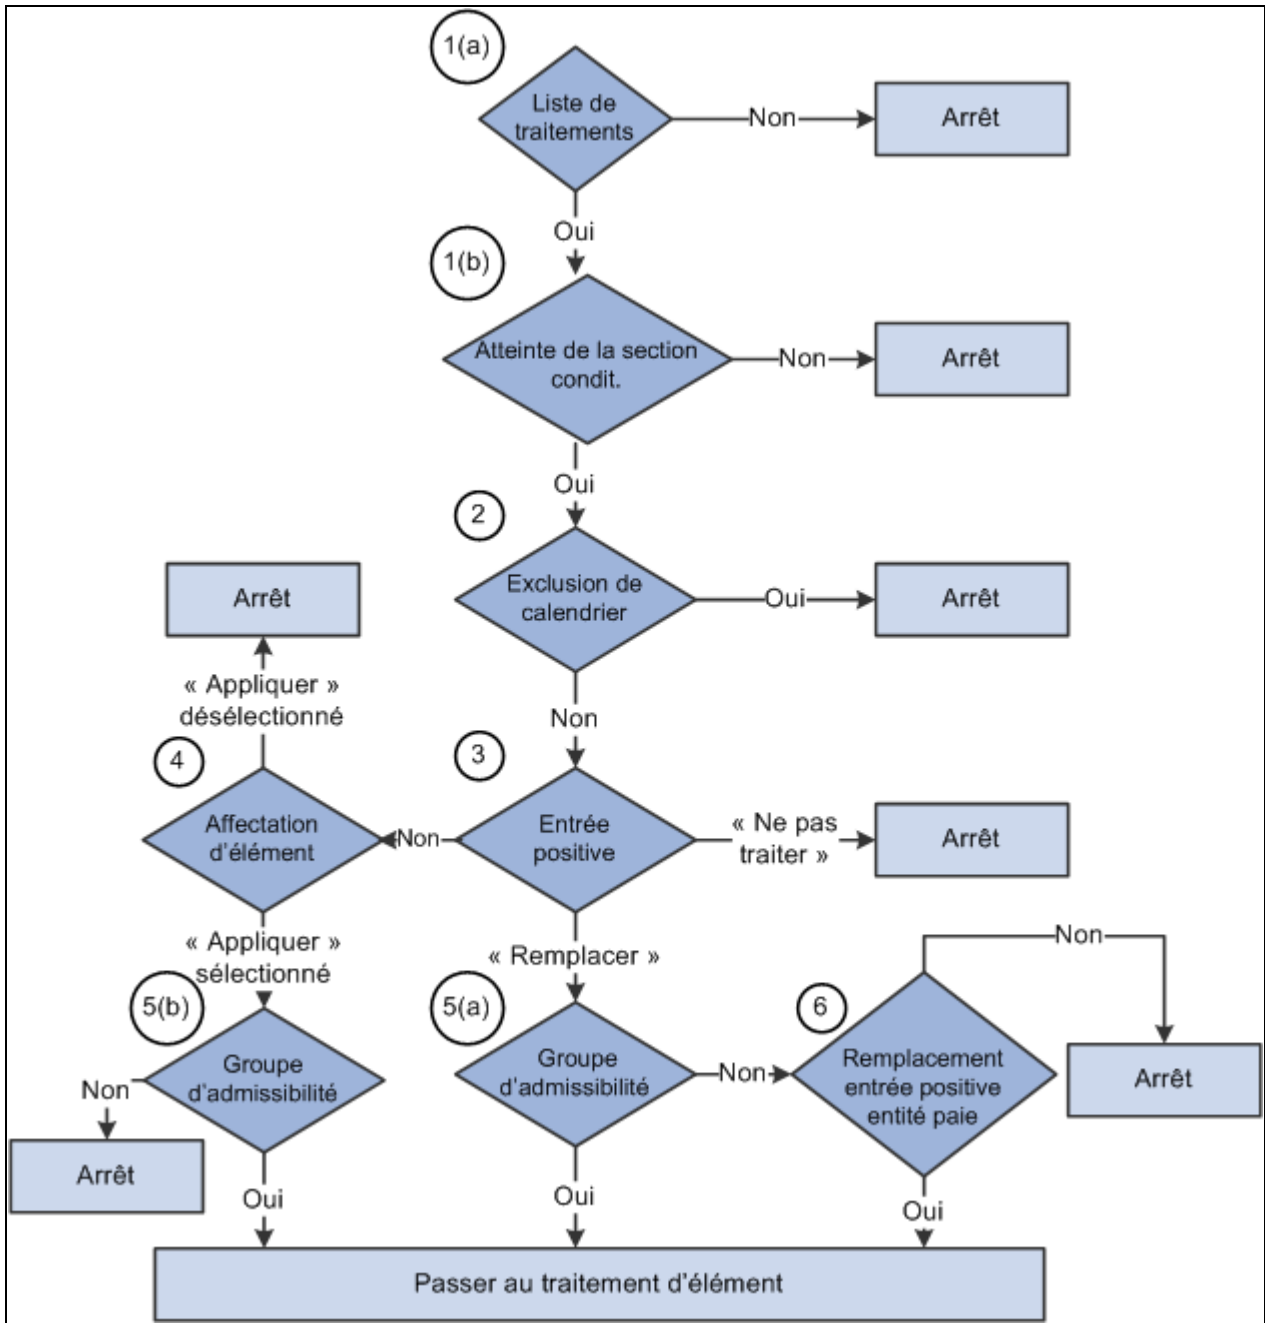 1(a)
Liste de
traitements
Non
Arrêt
Oui
1(b)
Atteinte de la section
condit.
Non
Arrêt
Oui
2
Exclusion de
calendrier
Oui
Arrêt
Arrêt
« Appliquer »
désélectionné
Non
4
3
Affectation
d'élément
Non
Entrée
positive
« Ne pas
traiter »
Arrêt
« Appliquer »
sélectionné
« Remplacer »
Non
5(b)
5(a)
6
Groupe
d'admissibilité
Non
Arrêt
Groupe
d'admissibilité
Non
Remplacement
entrée positive
entité paie
Arrêt
Oui
Oui
Oui
Passer au traitement d'élément